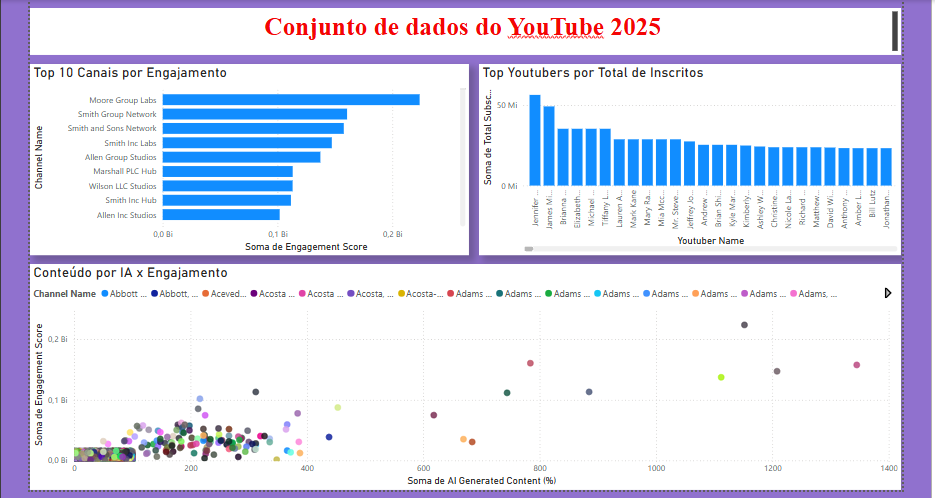 Conjunto de dados do YouTube 2025
Top 10 Canais por Engajamento
Channel Name
Moore Group Labs
Smith Group Network
Smith and Sons Network
Smith Inc Labs
Allen Group Studios
Marshall PLC Hub
Wilson LLC Studios
Smith Inc Hub
Allen Inc Studios
0,0 Bi 0,1 Bi 0,2 Bi
Soma de Engagement Score
Top Youtubers por Total de Inscritos
Soma de Total Subsc...
50 Mi
0 Mi
Jennifer ...
James Mi...
Brianna ...
Elizabeth...
Michael ...
Tiffany L...
Lauren A...
Mark Kane
Mary Ra...
Mia Mcc...
Mr. Steve...
Jeffrey Jo...
Andrew ...
Brian Shi...
Kyle Mar...
Kimberly...
Ashley W...
Christine...
Nicole La...
Richard ...
Matthew...
David Wi...
Anthony ...
Amber L...
Bill Lutz
Jonathan...
Youtuber Name
Conteúdo por IA x Engajamento
Channel Name Abbott ... Abbott, ... Aceved... Acosta ... Acosta ... Acosta, ... Acosta-... Adams ... Adams ... Adams ... Adams ... Adams ... Adams ... Adams ... Adams, ...
Soma de Engagement Score
0,2 Bi
0,1 Bi
0,0 Bi
0 200 400 600 800 1000 1200 1400
Soma de AI Generated Content (%)